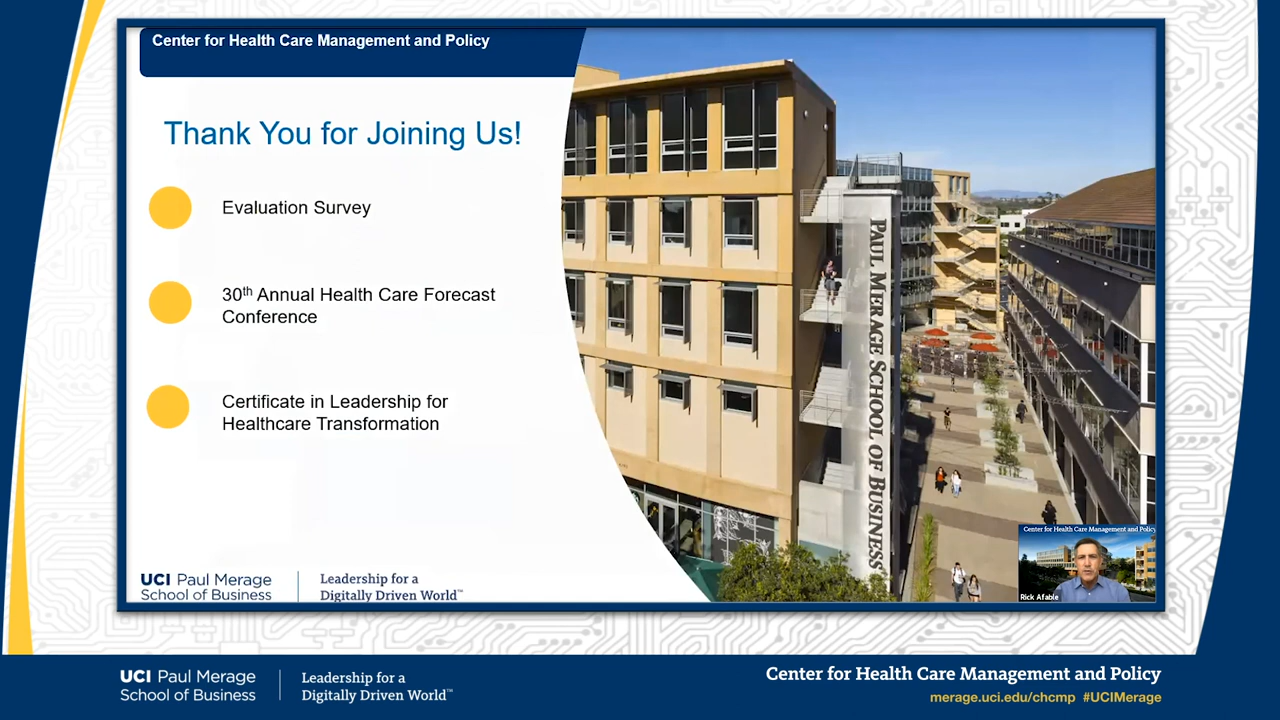 Center for Health Care Management and Policy
Thank You for Joining Us!
Evaluation Survey
30th Annual Health Care Forecast
Conference
Certificate in Leadership for
Healthcare Transformation
UCI Paul Merage
School of Business
Leadership for a
Digitally Driven World™
PAUL MERAGE SCHOOL OF BUSINESS
Center for Health Care Management and Policy
Rick Afable
UCI Paul Merage
School of Business
Leadership for a
Digitally Driven World™
Center for Health Care Management and Policy
merage.uci.edu/chcmp #UCIMerage